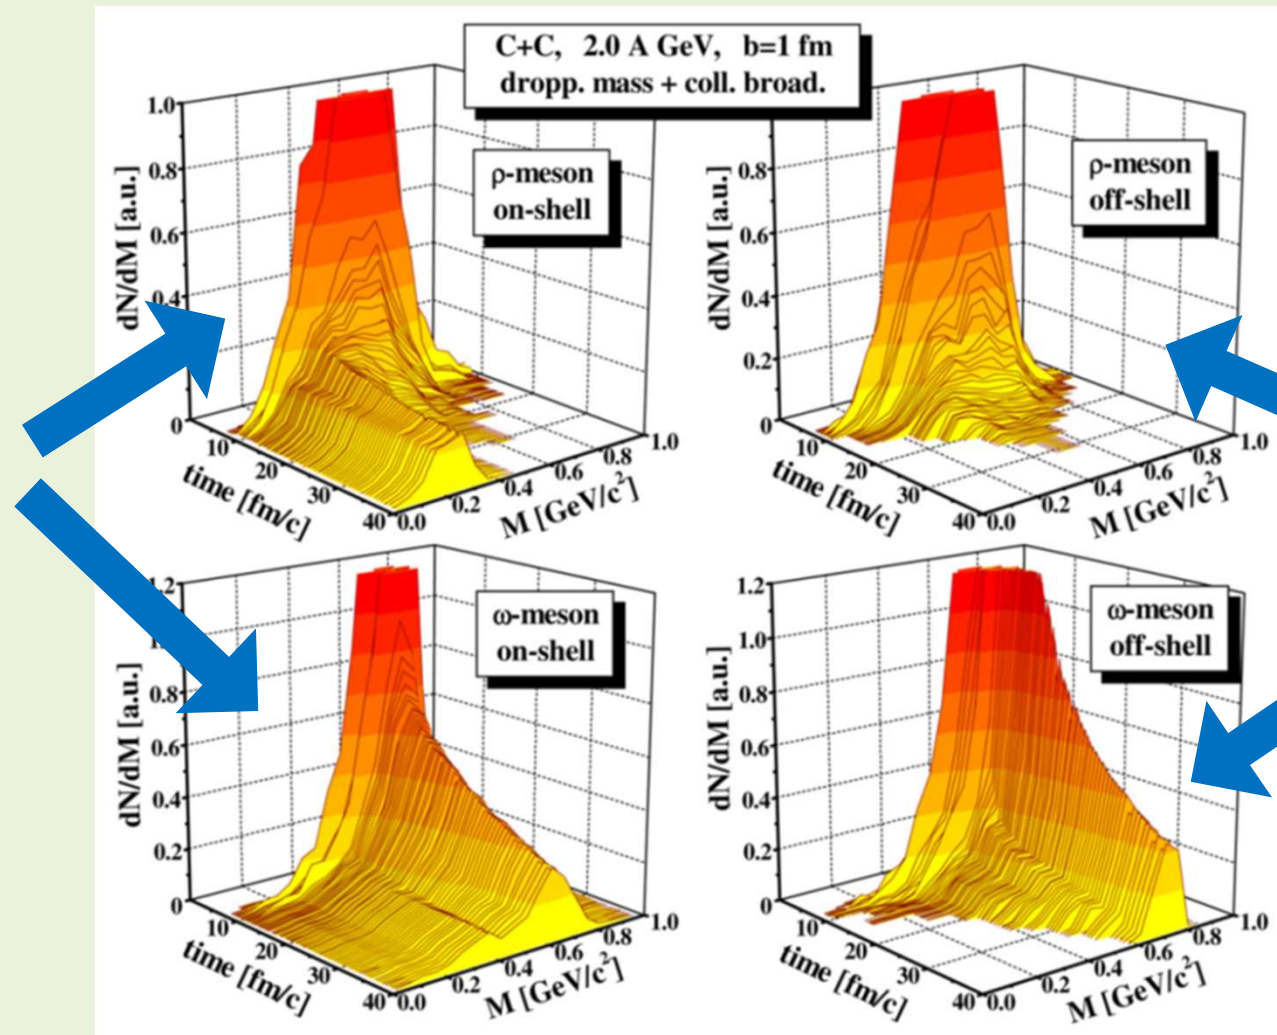 C+C, 2.0 A GeV, b=1 fm
dropp. mass + coll. broad.
ρ-meson
on-shell
dN/dM [a.u.]
1.0
0.8
0.6
0.4
0
10
20
30
40
time [fm/c]
0.0
0.2
0.4
0.6
0.8
1.0
M [GeV/c²]
ρ-meson
off-shell
dN/dM [a.u.]
0.8
0.6
0.4
0.2
0
10
20
30
40
time [fm/c]
0.0
0.2
0.4
0.6
0.8
1.0
M [GeV/c²]
ω-meson
on-shell
dN/dM [a.u.]
0.8
0.6
0.4
0.2
0
10
20
30
40
time [fm/c]
0.0
0.2
0.4
0.6
0.8
1.0
M [GeV/c²]
ω-meson
off-shell
dN/dM [a.u.]
1.2
1.0
0.8
0.6
0.4
0.2
0
10
20
30
40
time [fm/c]
0.0
0.2
0.4
0.6
0.8
1.0
M [GeV/c²]